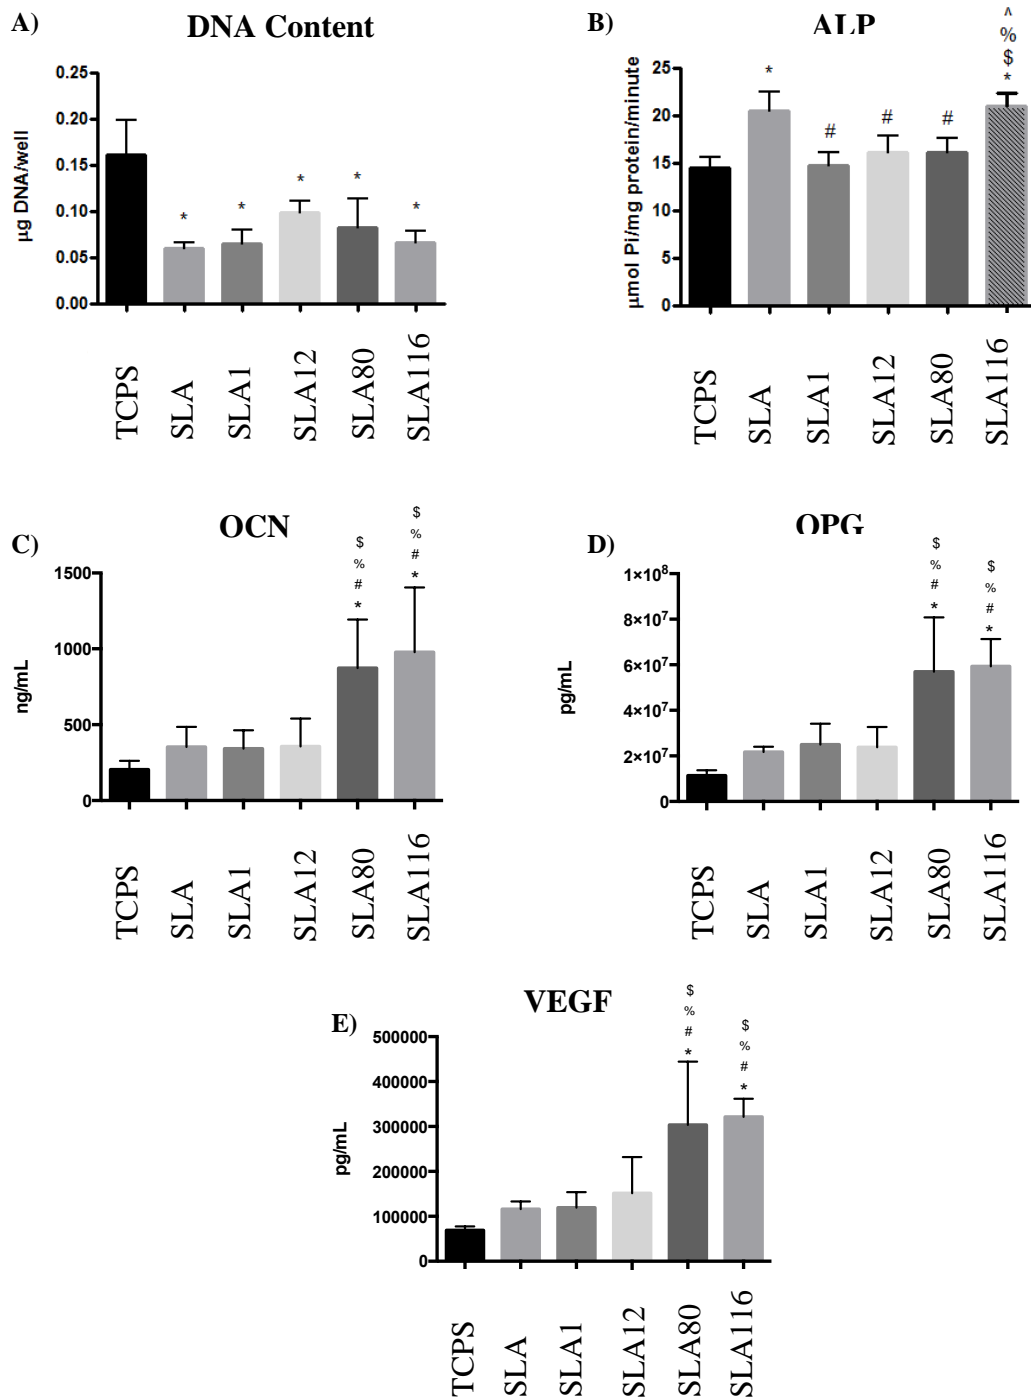 A)
DNA Content
0.25
0.20
0.15
0.10
0.05
0.00
µg DNA/well
*
*
*
*
*
TCPS
SLA
SLA1
SLA12
SLA80
SLA116
B)
ALP
25
20
15
10
5
0
µmol Pi/mg protein/minute
*
#
#
#
^
%
$
*
TCPS
SLA
SLA1
SLA12
SLA80
SLA116
C)
OCN
1500
1000
500
0
ng/mL
$
%
#
*
$
%
#
*
TCPS
SLA
SLA1
SLA12
SLA80
SLA116
D)
OPG
1×10⁸
8×10⁷
6×10⁷
4×10⁷
2×10⁷
0
pg/mL
$
%
#
*
$
%
#
*
TCPS
SLA
SLA1
SLA12
SLA80
SLA116
E)
VEGF
500000
400000
300000
200000
100000
0
pg/mL
$
%
#
*
$
%
#
*
TCPS
SLA
SLA1
SLA12
SLA80
SLA116